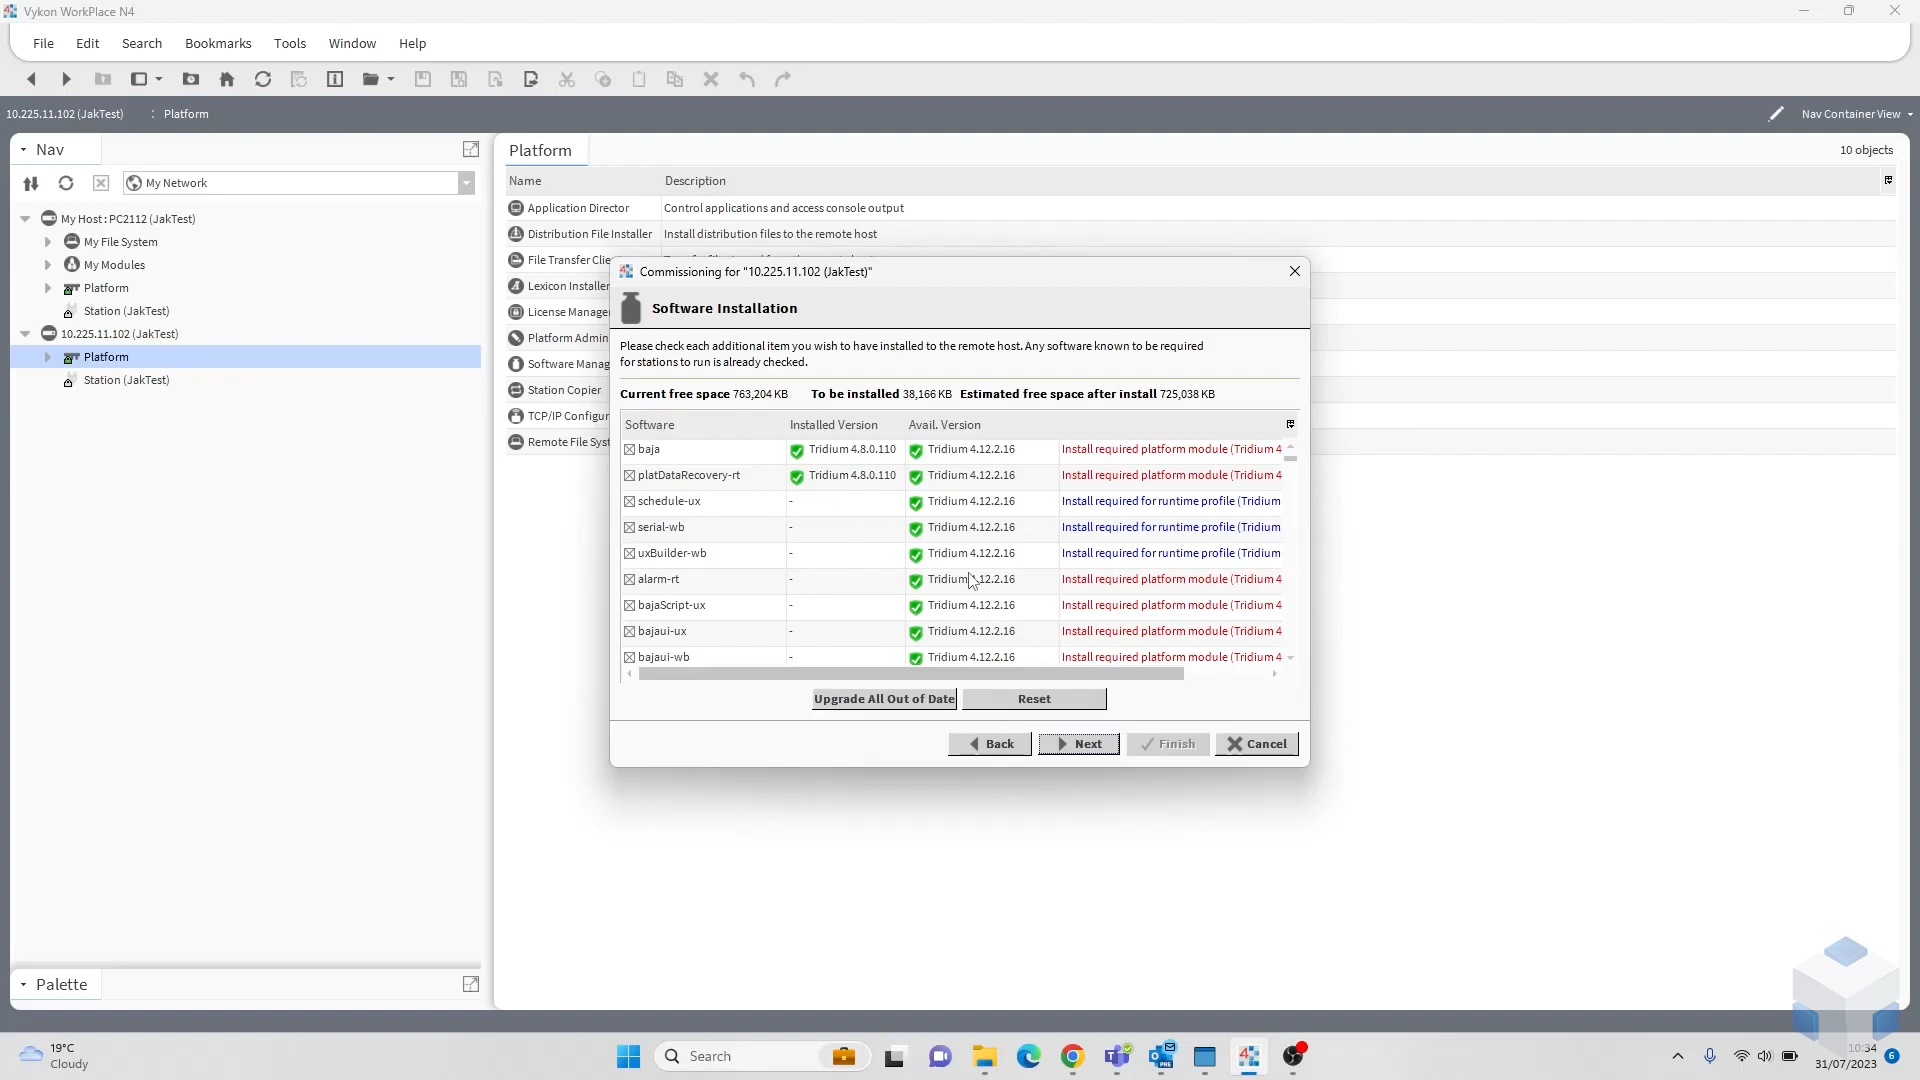 Vykon WorkPlace N4
File Edit Search Bookmarks Tools Window Help
10.225.11.102 (JakTest) : Platform
Nav Container View
Nav
My Network
My Host : PC2112 (JakTest)
My File System
My Modules
Platform
Station (JakTest)
10.225.11.102 (JakTest)
Platform
Station (JakTest)
Palette
Platform
10 objects
Name Description
Application Director Control applications and access console output
Distribution File Installer Install distribution files to the remote host
File Transfer Clie
Lexicon Installer
License Manage
Platform Admin
Software Manag
Station Copier
TCP/IP Configur
Remote File Syst
Commissioning for "10.225.11.102 (JakTest)"
Software Installation
Please check each additional item you wish to have installed to the remote host. Any software known to be required
for stations to run is already checked.
Current free space 763,204 KB To be installed 38,166 KB Estimated free space after install 725,038 KB
Software Installed Version Avail. Version
baja Tridium 4.8.0.110 Tridium 4.12.2.16 Install required platform module (Tridium 4
platDataRecovery-rt Tridium 4.8.0.110 Tridium 4.12.2.16 Install required platform module (Tridium 4
schedule-ux - Tridium 4.12.2.16 Install required for runtime profile (Tridium
serial-wb - Tridium 4.12.2.16 Install required for runtime profile (Tridium
uxBuilder-wb - Tridium 4.12.2.16 Install required for runtime profile (Tridium
alarm-rt - Tridium 4.12.2.16 Install required platform module (Tridium 4
bajaScript-ux - Tridium 4.12.2.16 Install required platform module (Tridium 4
bajaui-ux - Tridium 4.12.2.16 Install required platform module (Tridium 4
bajaui-wb - Tridium 4.12.2.16 Install required platform module (Tridium 4
Upgrade All Out of Date Reset
Back Next Finish Cancel
19°C
Cloudy
Search
PRE
10:34
31/07/2023
6